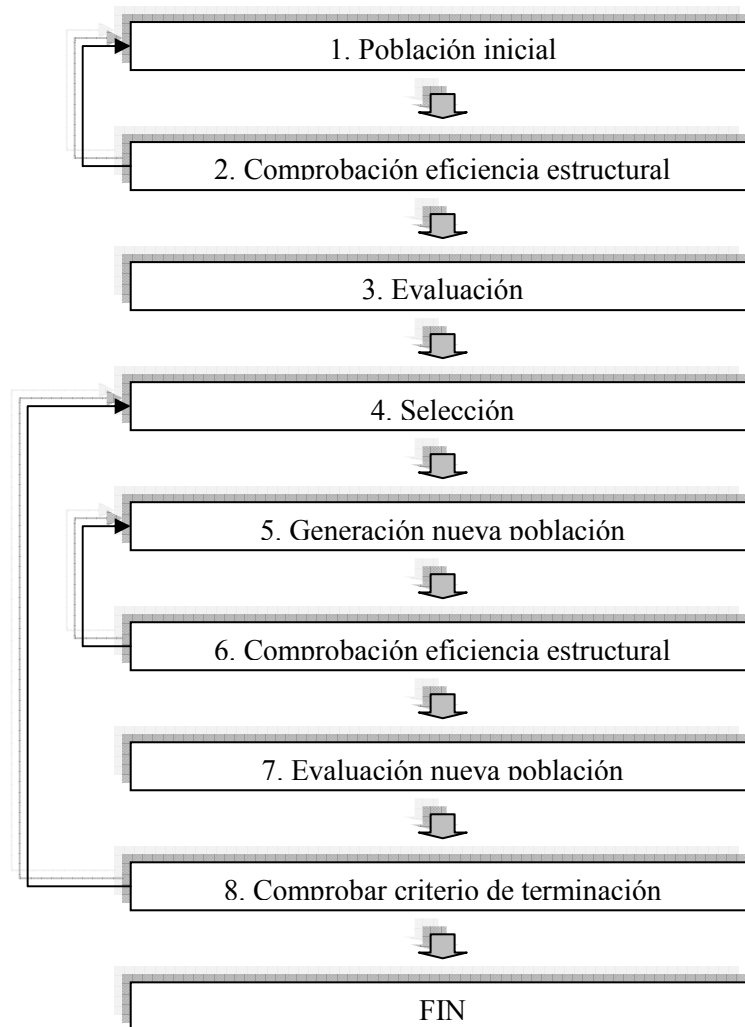 1. Población inicial
2. Comprobación eficiencia estructural
3. Evaluación
4. Selección
5. Generación nueva población
6. Comprobación eficiencia estructural
7. Evaluación nueva población
8. Comprobar criterio de terminación
FIN